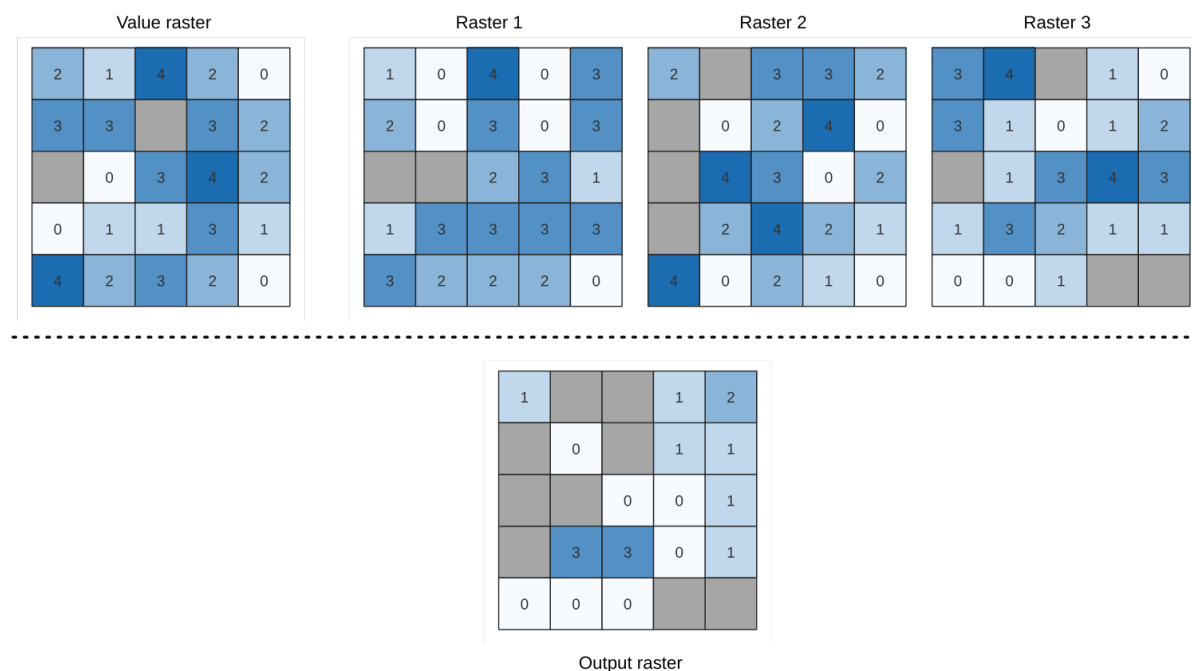 Value raster Raster 1 Raster 2 Raster 3
2 1 4 2 0 1 0 4 0 3 2 3 3 2 3 4 1 0
3 3 3 2 2 0 3 0 3 0 2 4 0 3 1 0 1 2
0 3 4 2 2 3 1 4 3 0 2 1 3 4 3
0 1 1 3 1 1 3 3 3 3 2 4 2 1 1 3 2 1 1
4 2 3 2 0 3 2 2 2 0 4 0 2 1 0 0 0 1
1 1 2
0 1 1
0 0 1
3 3 0 1
0 0 0
Output raster